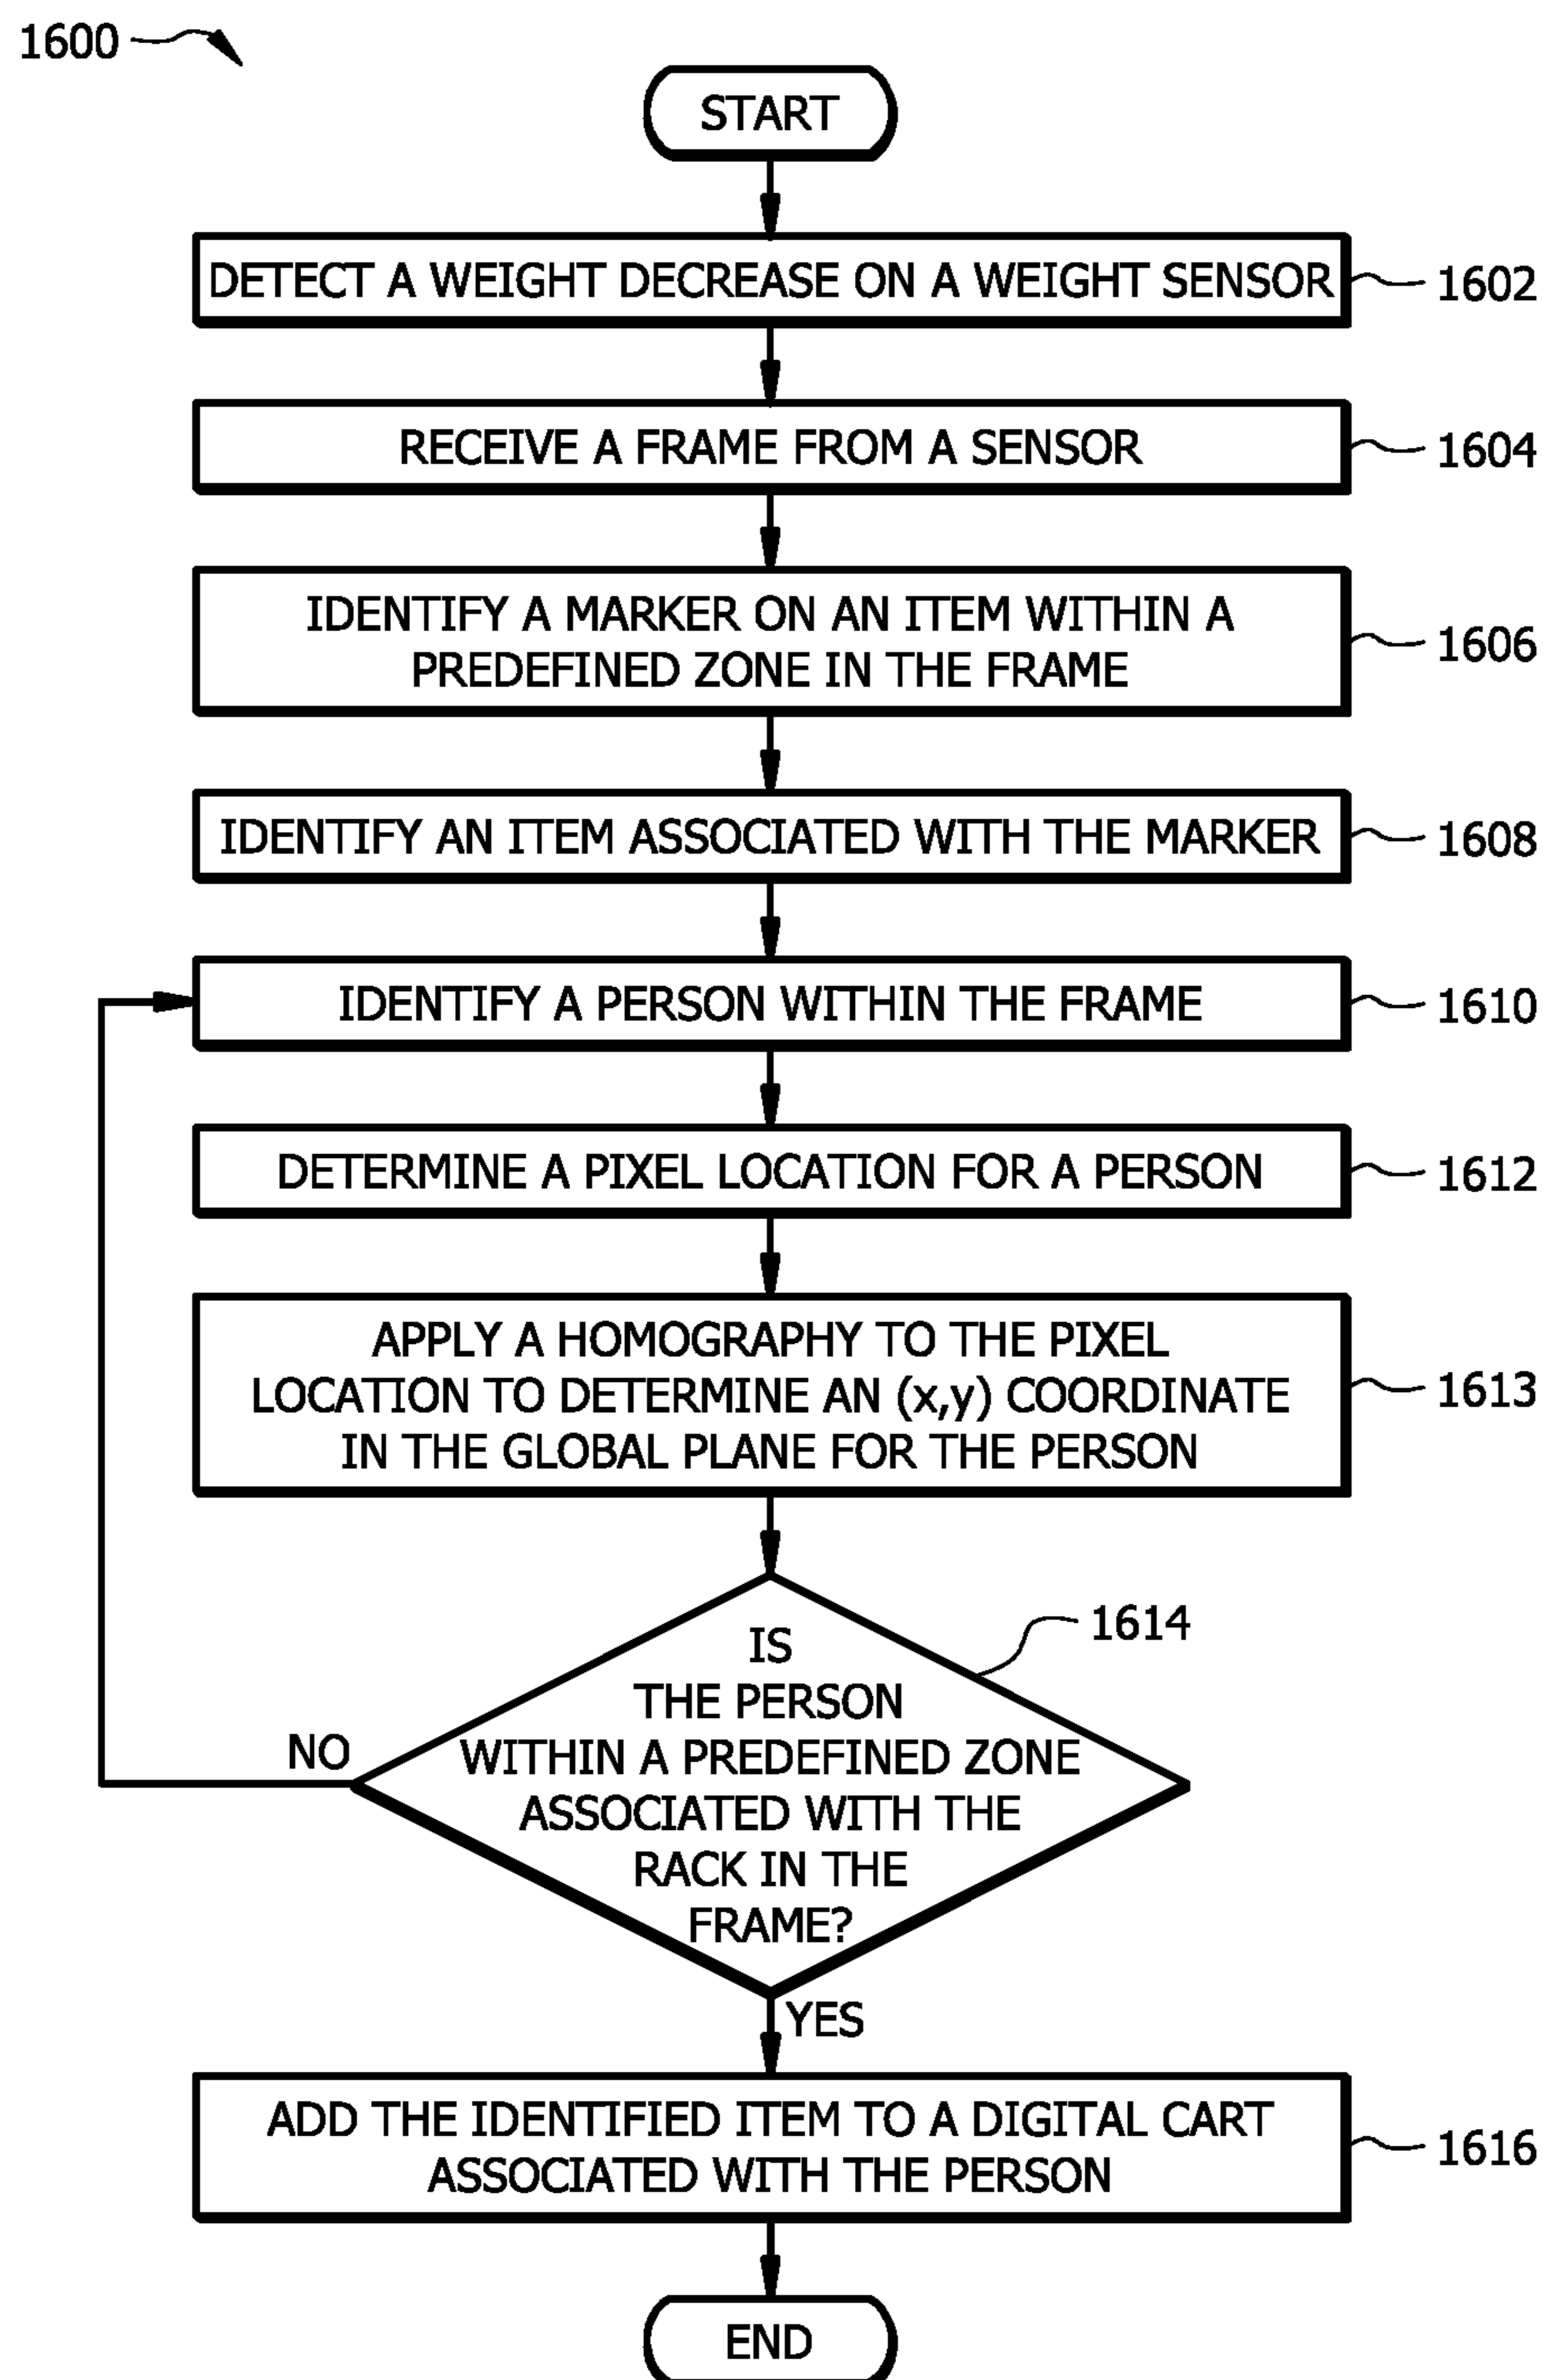 1600
START
DETECT A WEIGHT DECREASE ON A WEIGHT SENSOR
1602
RECEIVE A FRAME FROM A SENSOR
1604
IDENTIFY A MARKER ON AN ITEM WITHIN A
PREDEFINED ZONE IN THE FRAME
1606
IDENTIFY AN ITEM ASSOCIATED WITH THE MARKER
1608
IDENTIFY A PERSON WITHIN THE FRAME
1610
DETERMINE A PIXEL LOCATION FOR A PERSON
1612
APPLY A HOMOGRAPHY TO THE PIXEL
LOCATION TO DETERMINE AN (x,y) COORDINATE
IN THE GLOBAL PLANE FOR THE PERSON
1613
IS
THE PERSON
WITHIN A PREDEFINED ZONE
ASSOCIATED WITH THE
RACK IN THE
FRAME?
1614
NO
YES
ADD THE IDENTIFIED ITEM TO A DIGITAL CART
ASSOCIATED WITH THE PERSON
1616
END